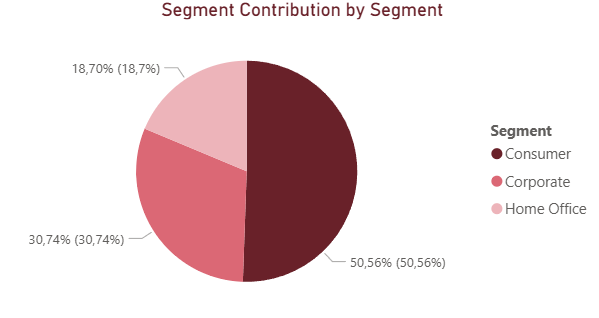 Segment Contribution by Segment
18,70% (18,7%)
30,74% (30,74%)
50,56% (50,56%)
Segment
Consumer
Corporate
Home Office